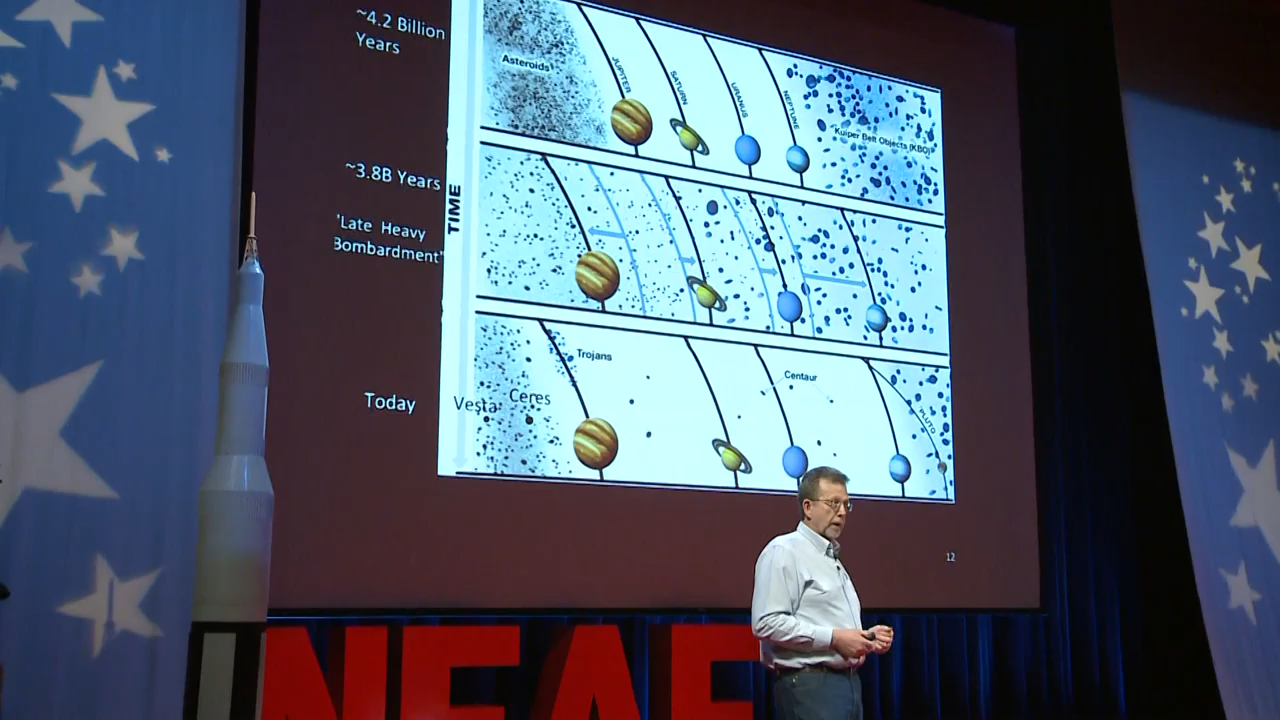 ~4.2 Billion
Years
Asteroids
JUPITER
SATURN
URANUS
NEPTUNE
Kuiper Belt Objects (KBO)
~3.8B Years
TIME
'Late Heavy
Bombardment'
Today
Vesta
Ceres
Trojans
Centaur
PLUTO
12
NEAF